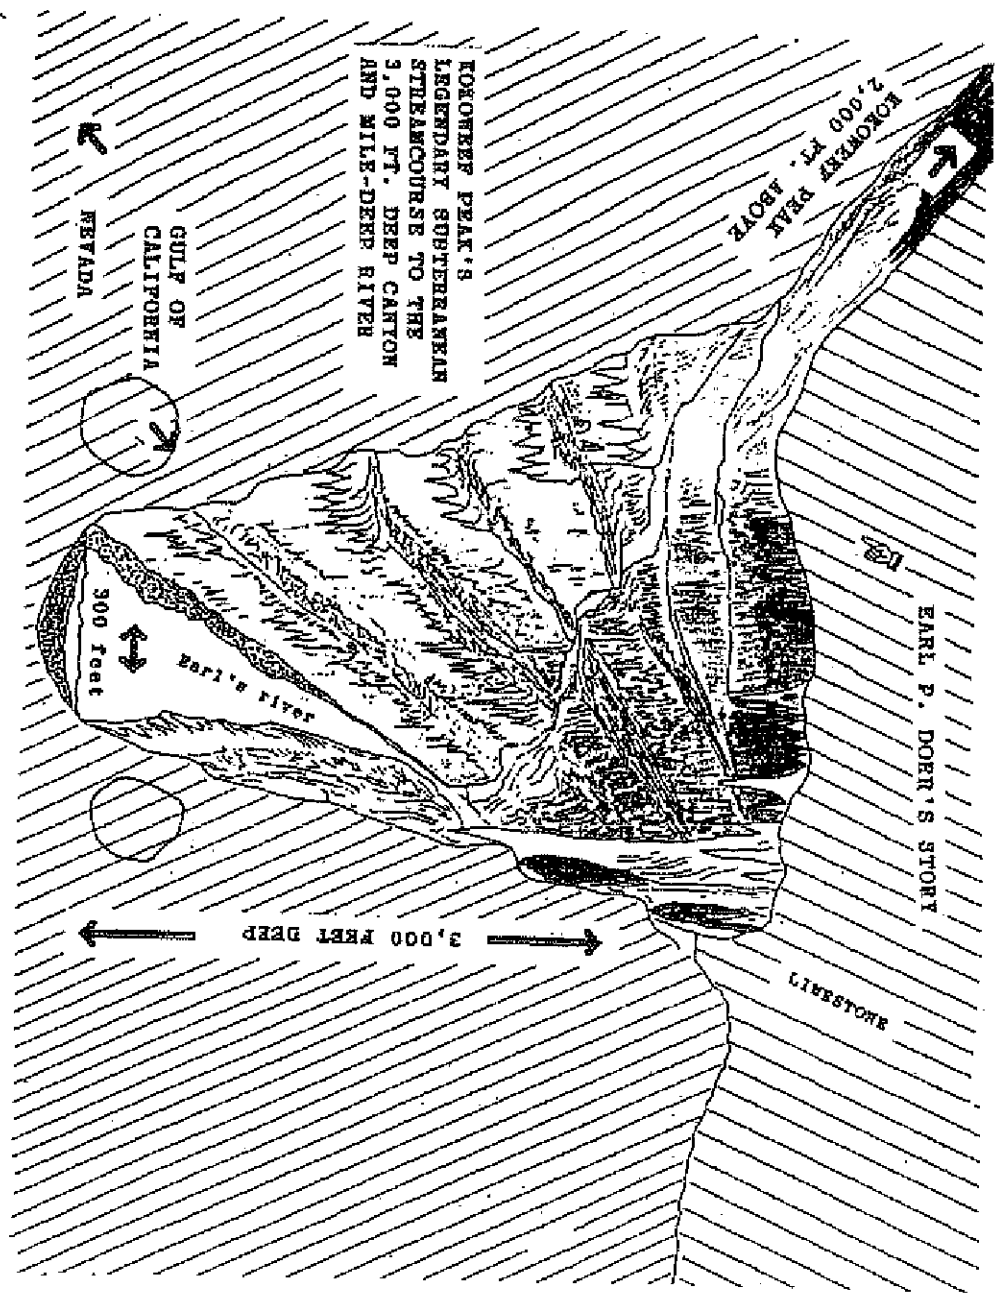 EARL P. DORR'S STORY
KOKOWEEF PEAK
2,000 FT. ABOVE
LIMESTONE
KOKOWEEF PEAK'S
LEGENDARY SUBTERRANEAN
STREAMCOURSE TO THE
3,000 FT. DEEP CANYON
AND MILE-DEEP RIVER
3,000 FEET DEEP
GULF OF
CALIFORNIA
NEVADA
Earl's river
300 feet